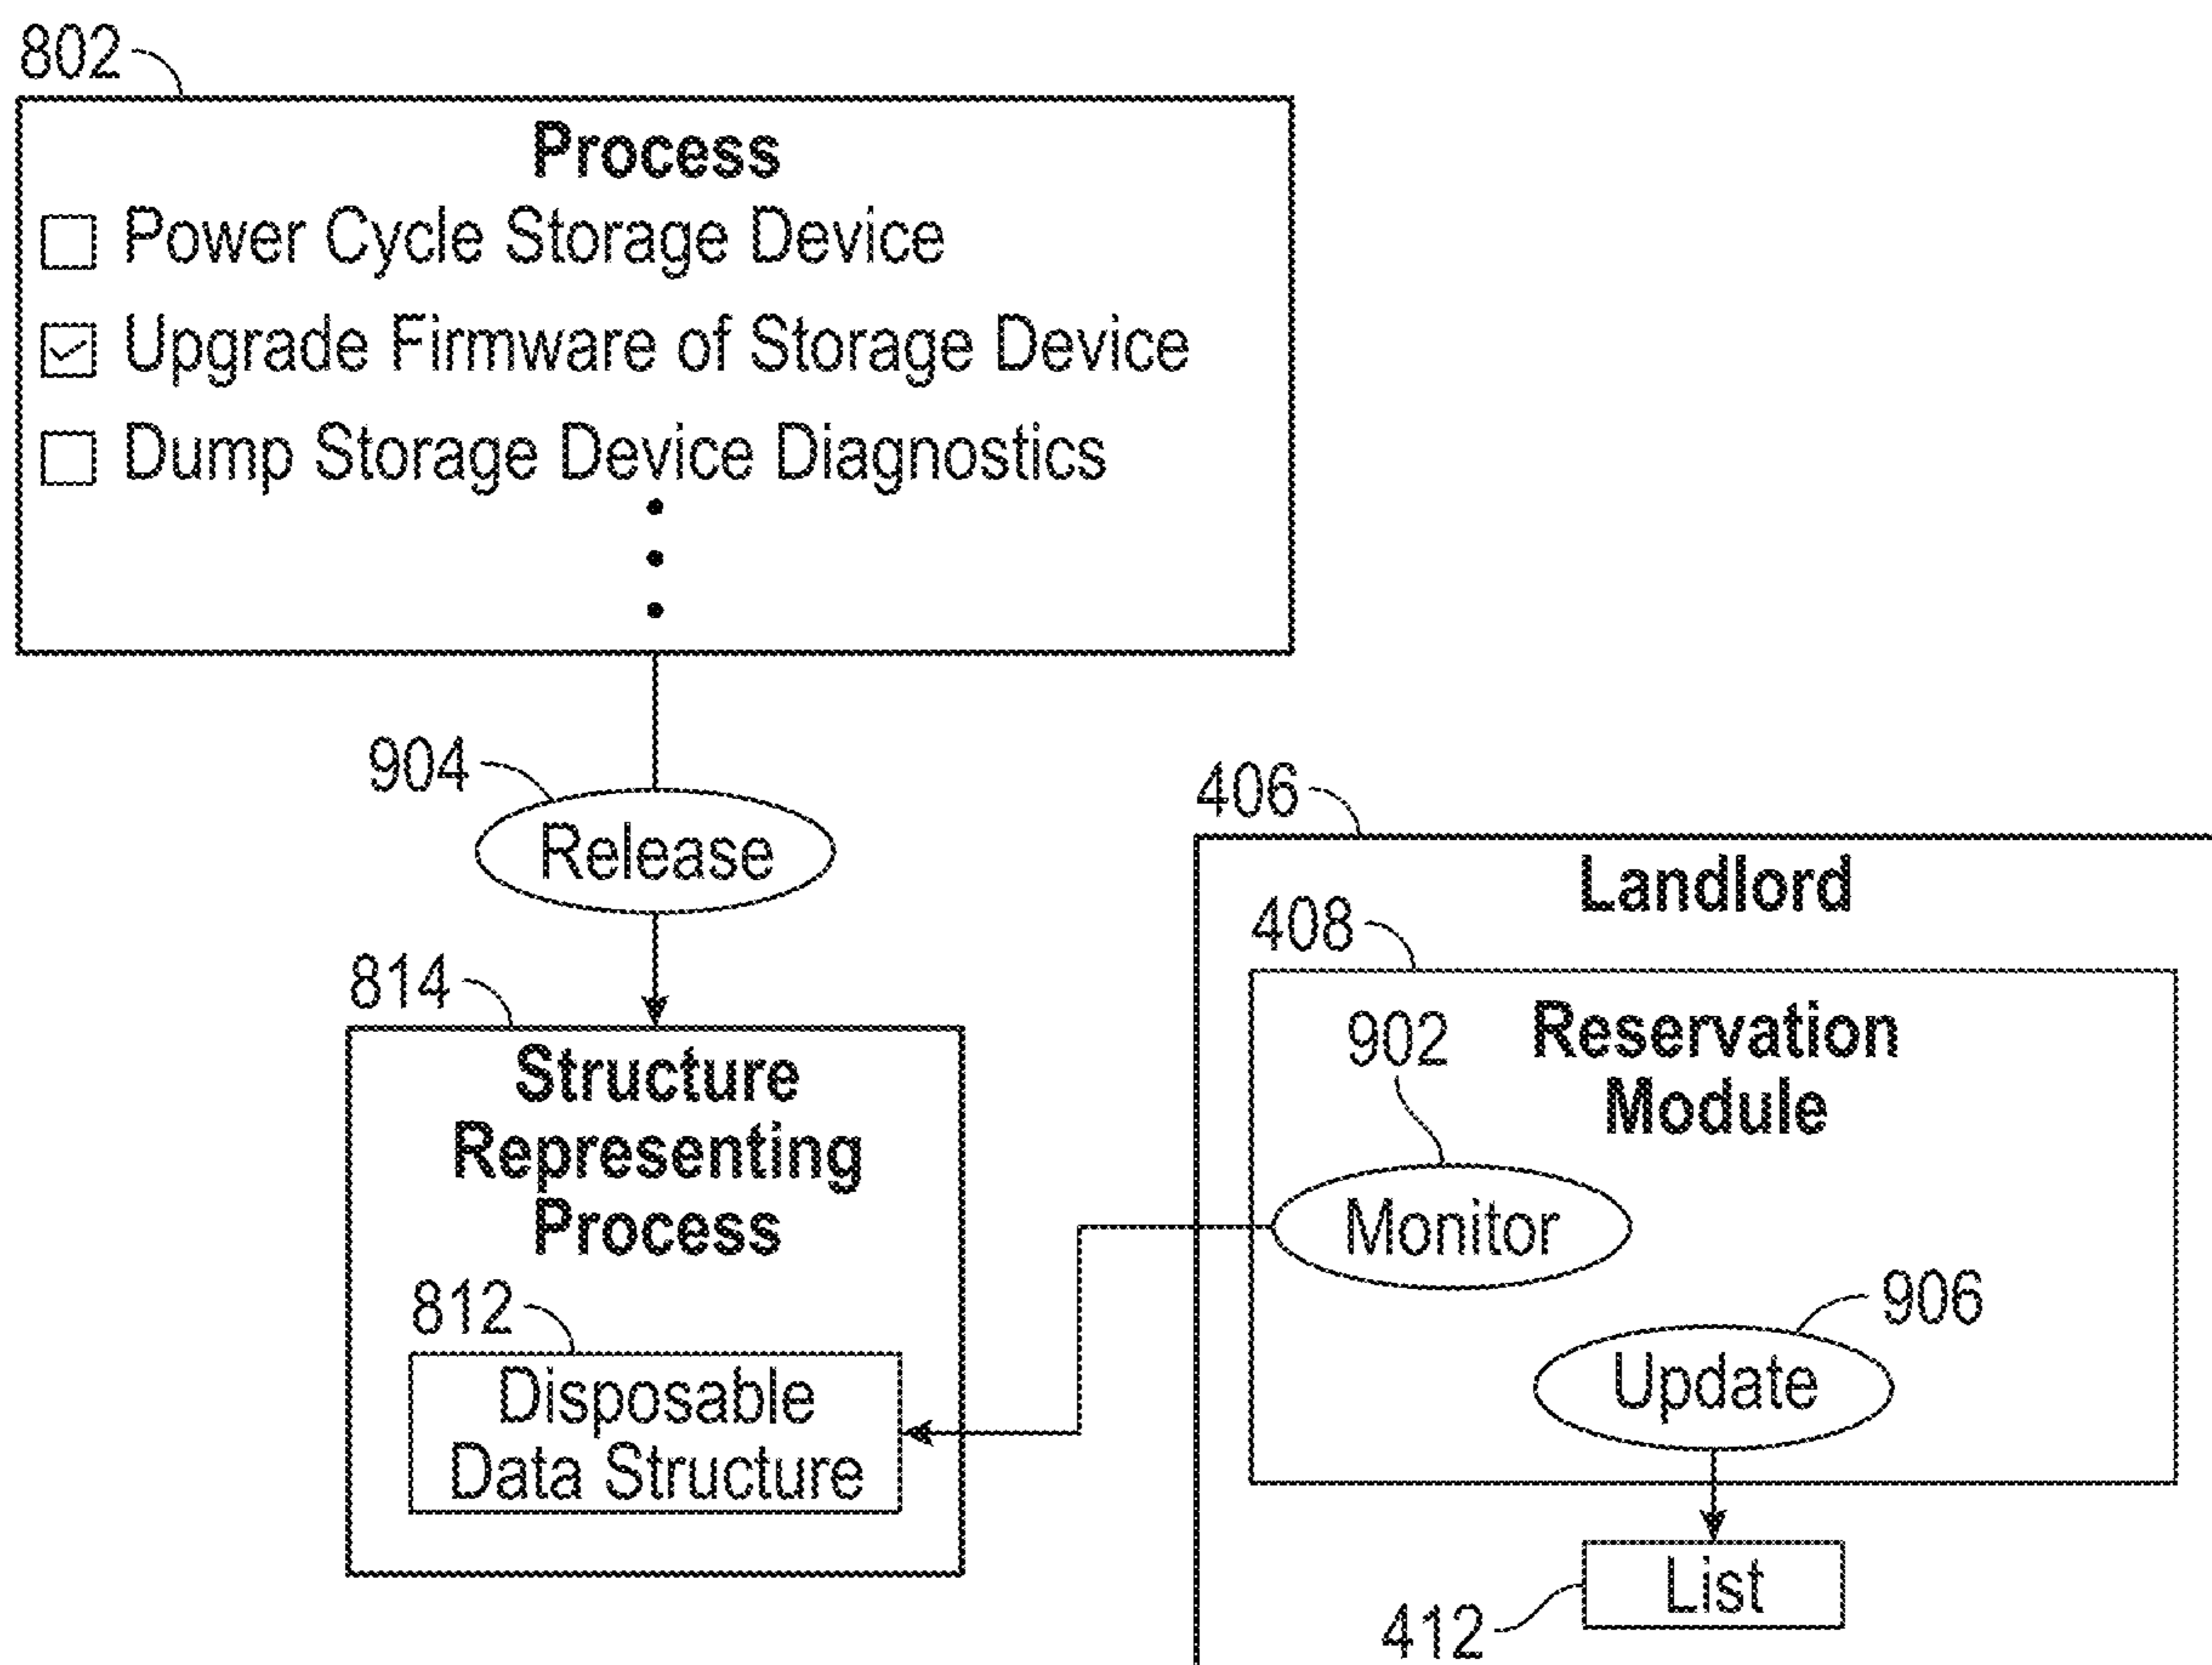 802
Process
Power Cycle Storage Device
Upgrade Firmware of Storage Device
Dump Storage Device Diagnostics
904
Release
406
Landlord
408
Reservation
Module
902
Monitor
906
Update
814
Structure
Representing
Process
812
Disposable
Data Structure
List
412